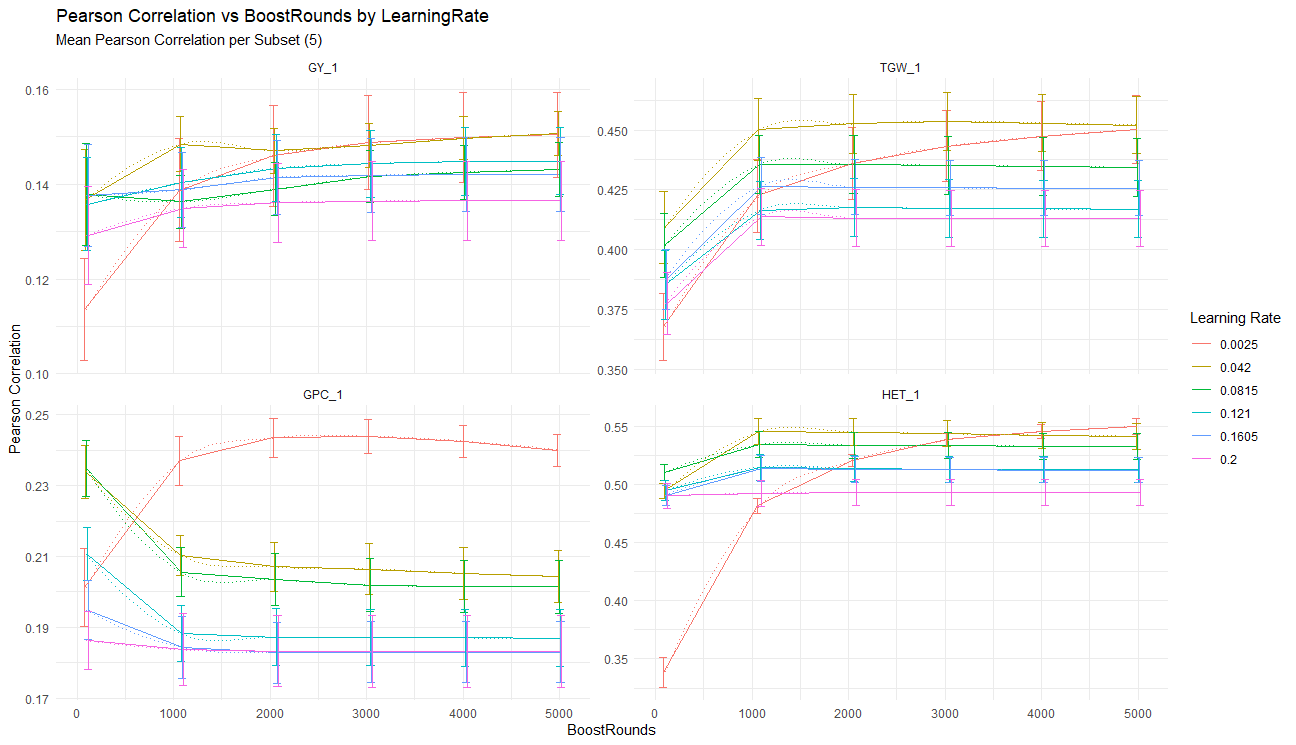 Pearson Correlation vs BoostRounds by LearningRate
Mean Pearson Correlation per Subset (5)
GY_1
TGW_1
0.16
0.14
0.12
0.10
0.450
0.425
0.400
0.375
0.350
GPC_1
HET_1
0.25
0.23
0.21
0.19
0.17
0.55
0.50
0.45
0.40
0.35
0 1000 2000 3000 4000 5000
0 1000 2000 3000 4000 5000
BoostRounds
Pearson Correlation
Learning Rate
0.0025
0.042
0.0815
0.121
0.1605
0.2